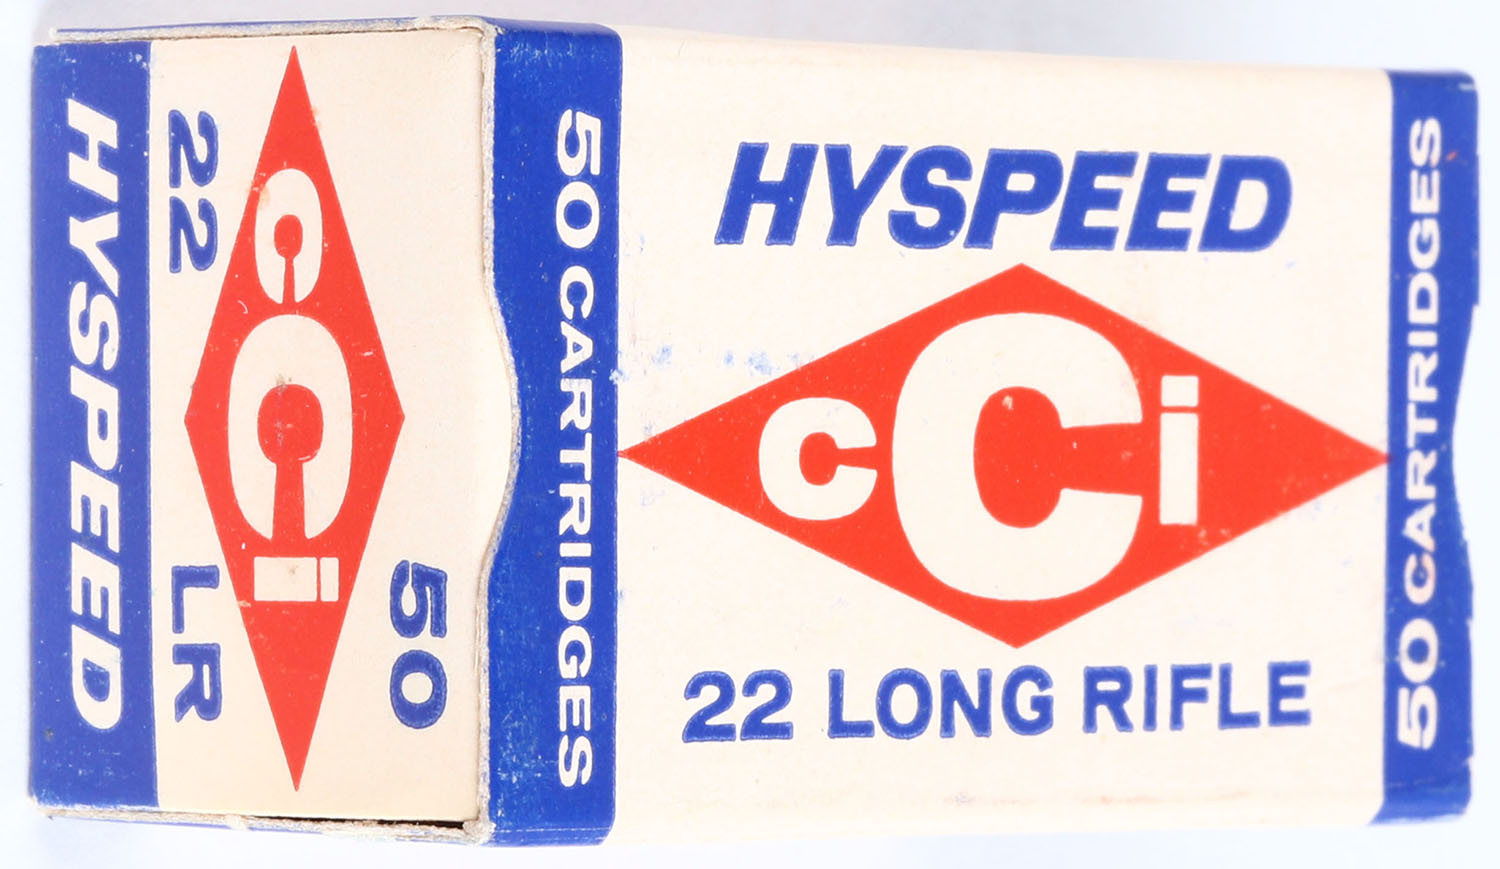 HYSPEED
22 LR
cCi
50
50 CARTRIDGES
HYSPEED
cCi
22 LONG RIFLE
50 CARTRIDGES